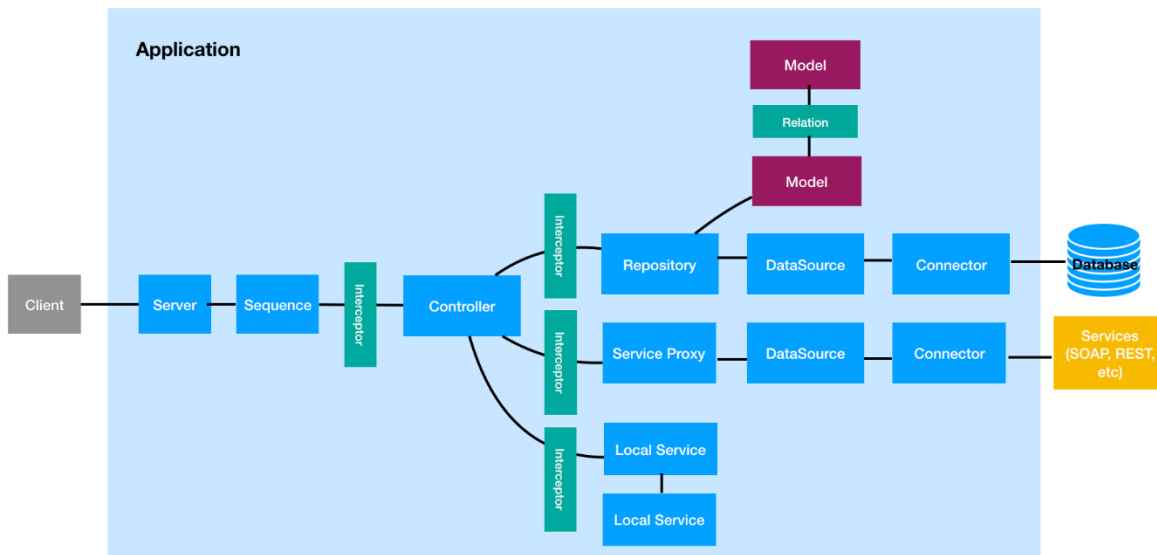 Application
Model
Relation
Model
Interceptor
Repository
DataSource
Connector
Database
Client
Server
Sequence
Interceptor
Controller
Interceptor
Service Proxy
DataSource
Connector
Services
(SOAP, REST,
etc)
Interceptor
Local Service
Local Service